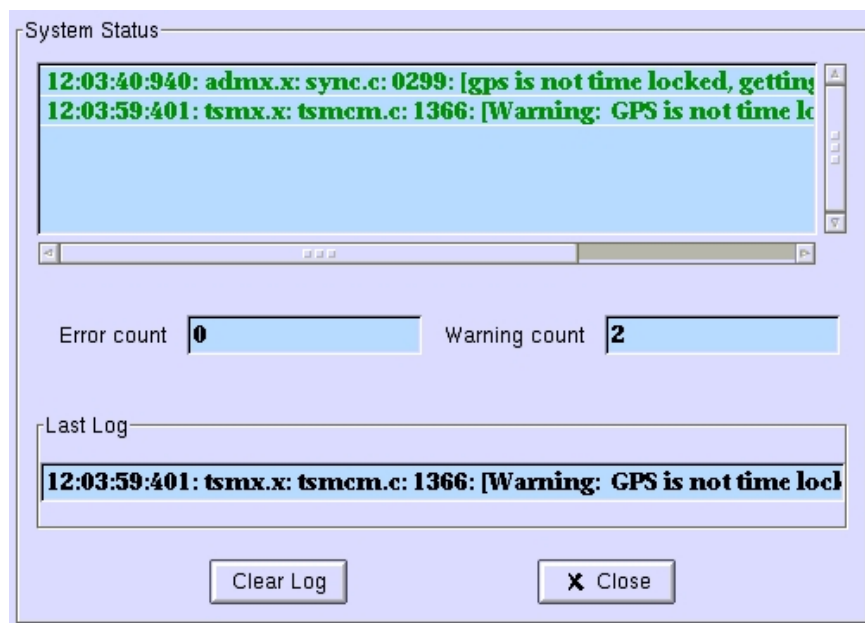 System Status
12:03:40:940: admx.x: sync.c: 0299: [gps is not time locked, getting
12:03:59:401: tsmx.x: tsmcm.c: 1366: [Warning:  GPS is not time lo
Error count 0 Warning count 2
Last Log
12:03:59:401: tsmx.x: tsmcm.c: 1366: [Warning:  GPS is not time lock
Clear Log X Close